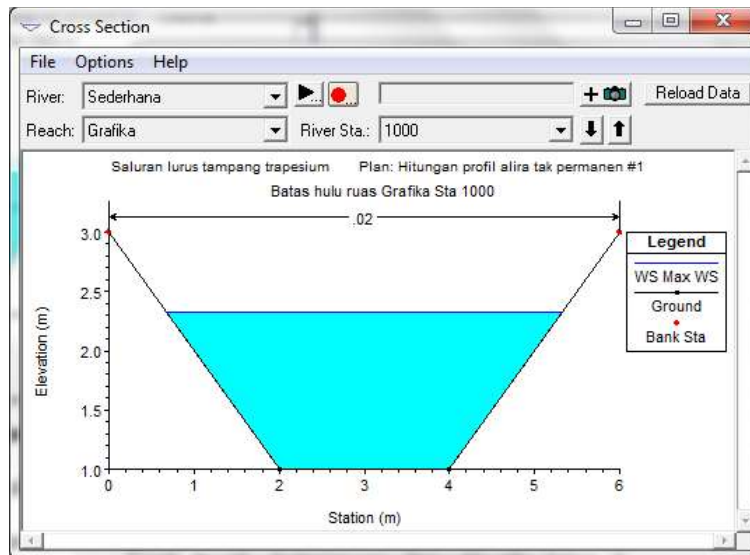 Cross Section
File Options Help
River: Sederhana
Reload Data
Reach: Grafika River Sta.: 1000
Saluran lurus tampang trapesium Plan: Hitungan profil alira tak permanen #1
Batas hulu ruas Grafika Sta 1000
.02
Legend
WS Max WS
Ground
Bank Sta
Elevation (m)
3.0
2.5
2.0
1.5
1.0
0 1 2 3 4 5 6
Station (m)